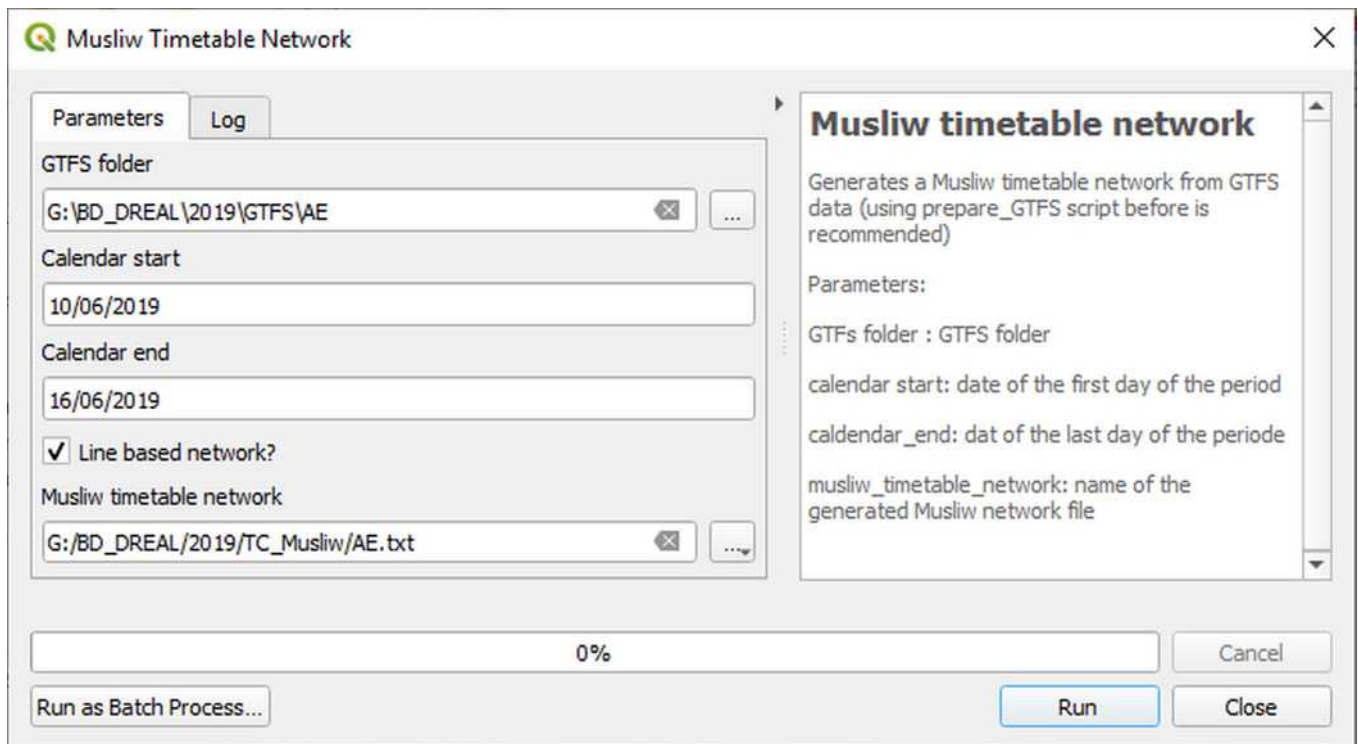 Musliw Timetable Network
Parameters
Log
GTFS folder
G:\BD_DREAL\2019\GTFS\AE
...
Calendar start
10/06/2019
Calendar end
16/06/2019
Line based network?
Musliw timetable network
G:/BD_DREAL/2019/TC_Musliw/AE.txt
...
Musliw timetable network
Generates a Musliw timetable network from GTFS
data (using prepare_GTFS script before is
recommended)
Parameters:
GTFs folder : GTFS folder
calendar start: date of the first day of the period
caldendar_end: dat of the last day of the periode
musliw_timetable_network: name of the
generated Musliw network file
0%
Cancel
Run as Batch Process...
Run
Close